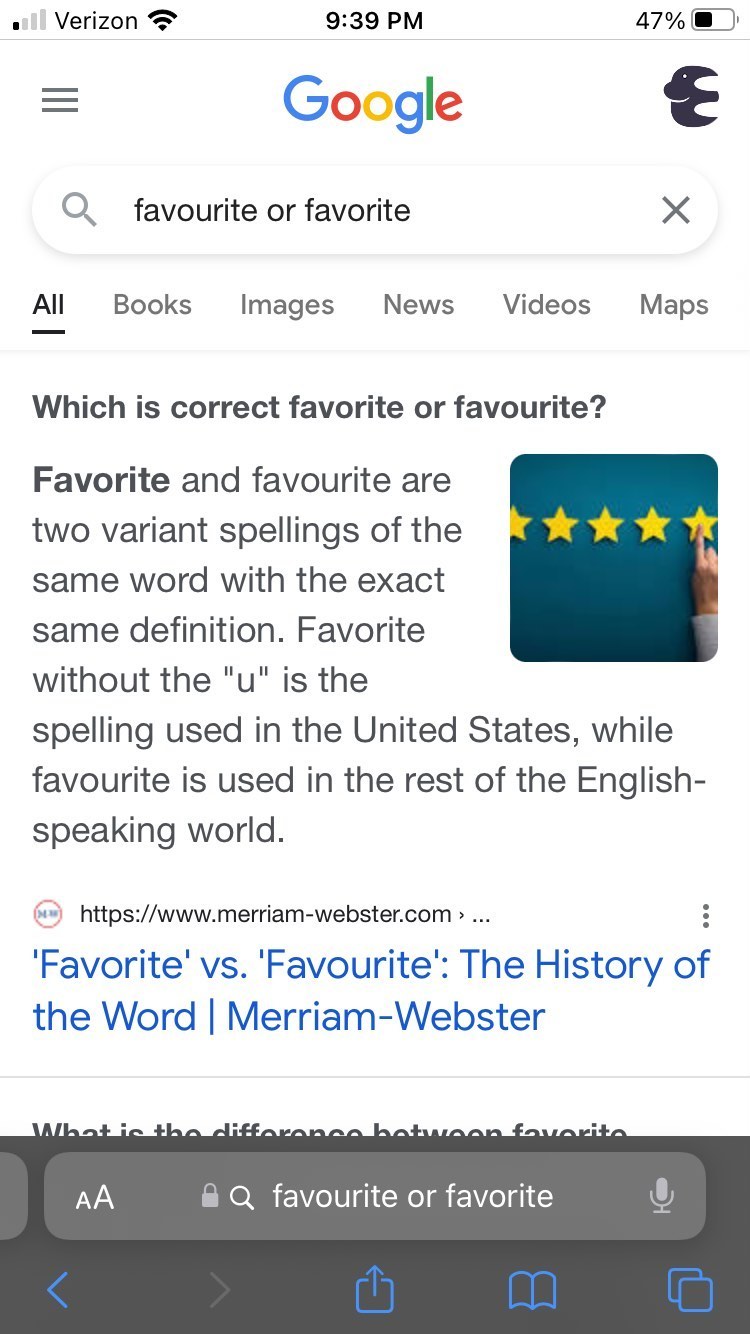 Verizon 9:39 PM 47%
Google
favourite or favorite
All Books Images News Videos Maps
Which is correct favorite or favourite?
Favorite and favourite are
two variant spellings of the
same word with the exact
same definition. Favorite
without the "u" is the
spelling used in the United States, while
favourite is used in the rest of the English-
speaking world.
https://www.merriam-webster.com › ...
'Favorite' vs. 'Favourite': The History of
the Word | Merriam-Webster
What is the difference between favorite
AA favourite or favorite